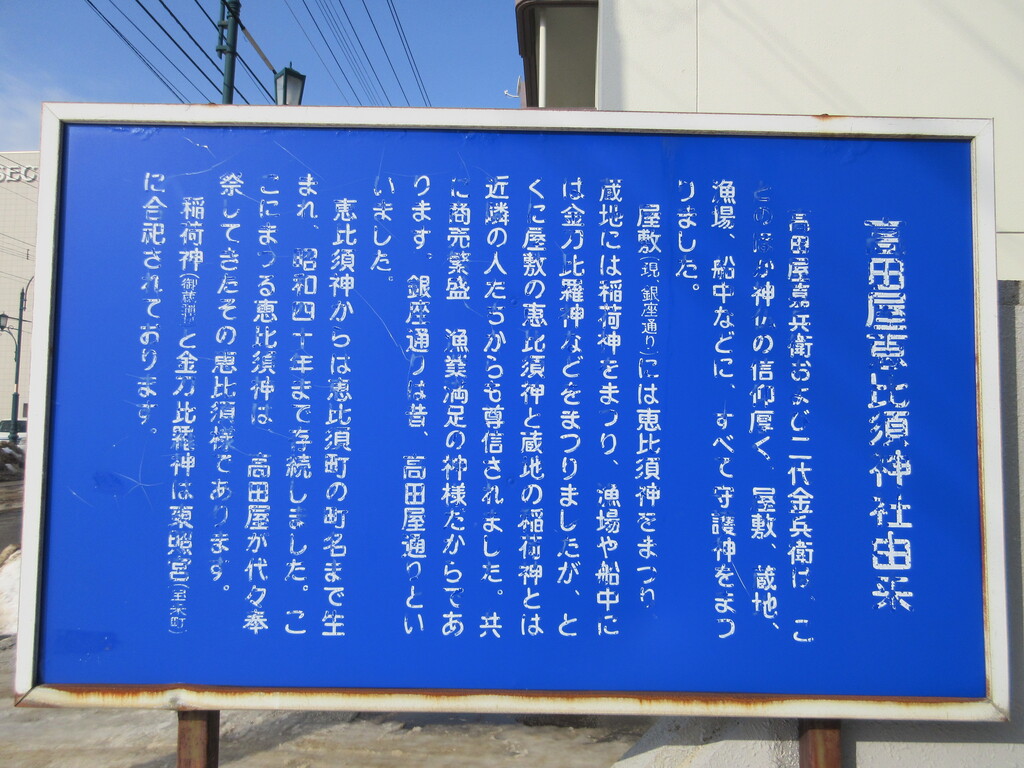 高田屋恵比須神社由来
高田屋嘉兵衛および二代金兵衛は、こ
とのほか神仏の信仰厚く、屋敷、蔵地、
漁場、船中などに、すべて守護神をまつ
りました。
屋敷(現、銀座通り)には恵比須神をまつり
蔵地には稲荷神をまつり、漁場や船中に
は金刀比羅神などをまつりましたが、と
くに屋敷の恵比須神と蔵地の稲荷神とは
近隣の人たちからも尊信されました。共
に商売繁盛 漁業満足の神様だからであ
ります。銀座通りは昔、高田屋通りとい
いました。
恵比須神からは恵比須町の町名まで生
まれ、昭和四十年まで存続しました。こ
こにまつる恵比須神は 高田屋が代々奉
祭してきたその恵比須様であります。
稲荷神(御蔵稲荷)と金刀比羅神は東照宮(宝来町)
に合祀されております。
SEC